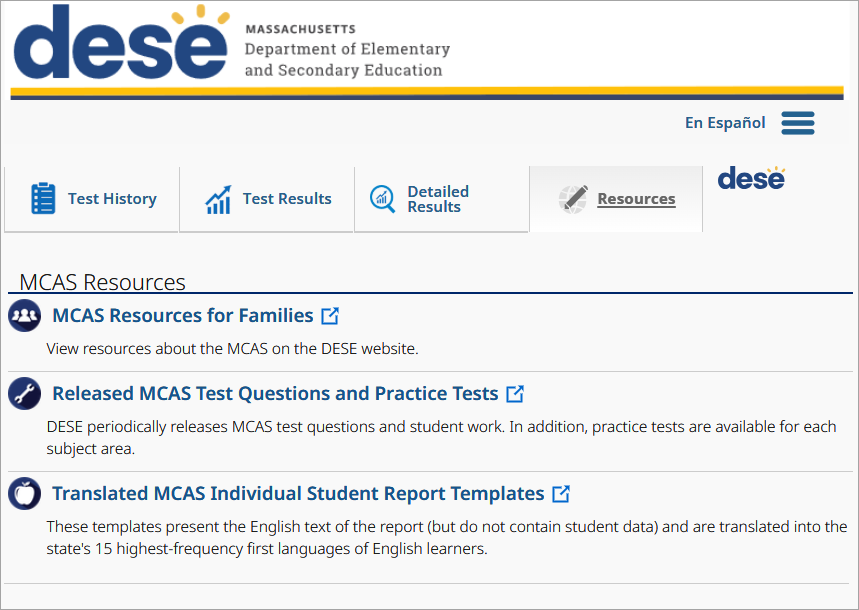 dese
MASSACHUSETTS
Department of Elementary
and Secondary Education
En Español
Test History
Test Results
Detailed
Results
Resources
dese
MCAS Resources
MCAS Resources for Families
View resources about the MCAS on the DESE website.
Released MCAS Test Questions and Practice Tests
DESE periodically releases MCAS test questions and student work. In addition, practice tests are available for each
subject area.
Translated MCAS Individual Student Report Templates
These templates present the English text of the report (but do not contain student data) and are translated into the
state's 15 highest-frequency first languages of English learners.